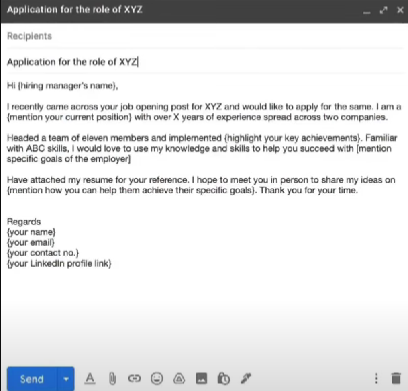 Application for the role of XYZ
Recipients
Application for the role of XYZ
Hi {hiring manager's name},
I recently came across your job opening post for XYZ and would like to apply for the same. I am a
{mention your current position} with over X years of experience spread across two companies.
Headed a team of eleven members and implemented {highlight your key achievements}. Familiar
with ABC skills, I would love to use my knowledge and skills to help you succeed with {mention
specific goals of the employer}
Have attached my resume for your reference. I hope to meet you in person to share my ideas on
{mention how you can help them achieve their specific goals}. Thank you for your time.
Regards
{your name}
{your email}
{your contact no.}
{your LinkedIn profile link}
Send